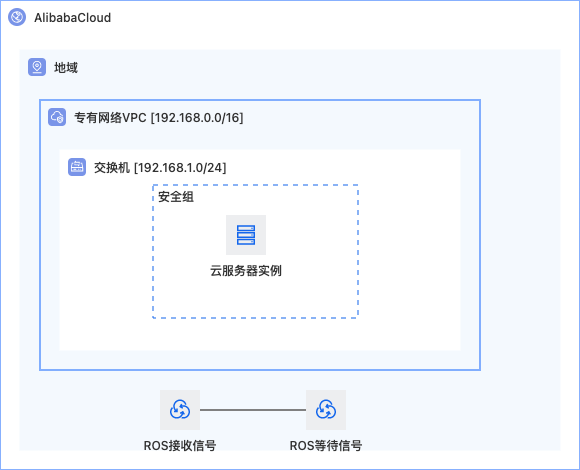 AlibabaCloud
地域
专有网络VPC [192.168.0.0/16]
交换机 [192.168.1.0/24]
安全组
云服务器实例
ROS接收信号
ROS等待信号